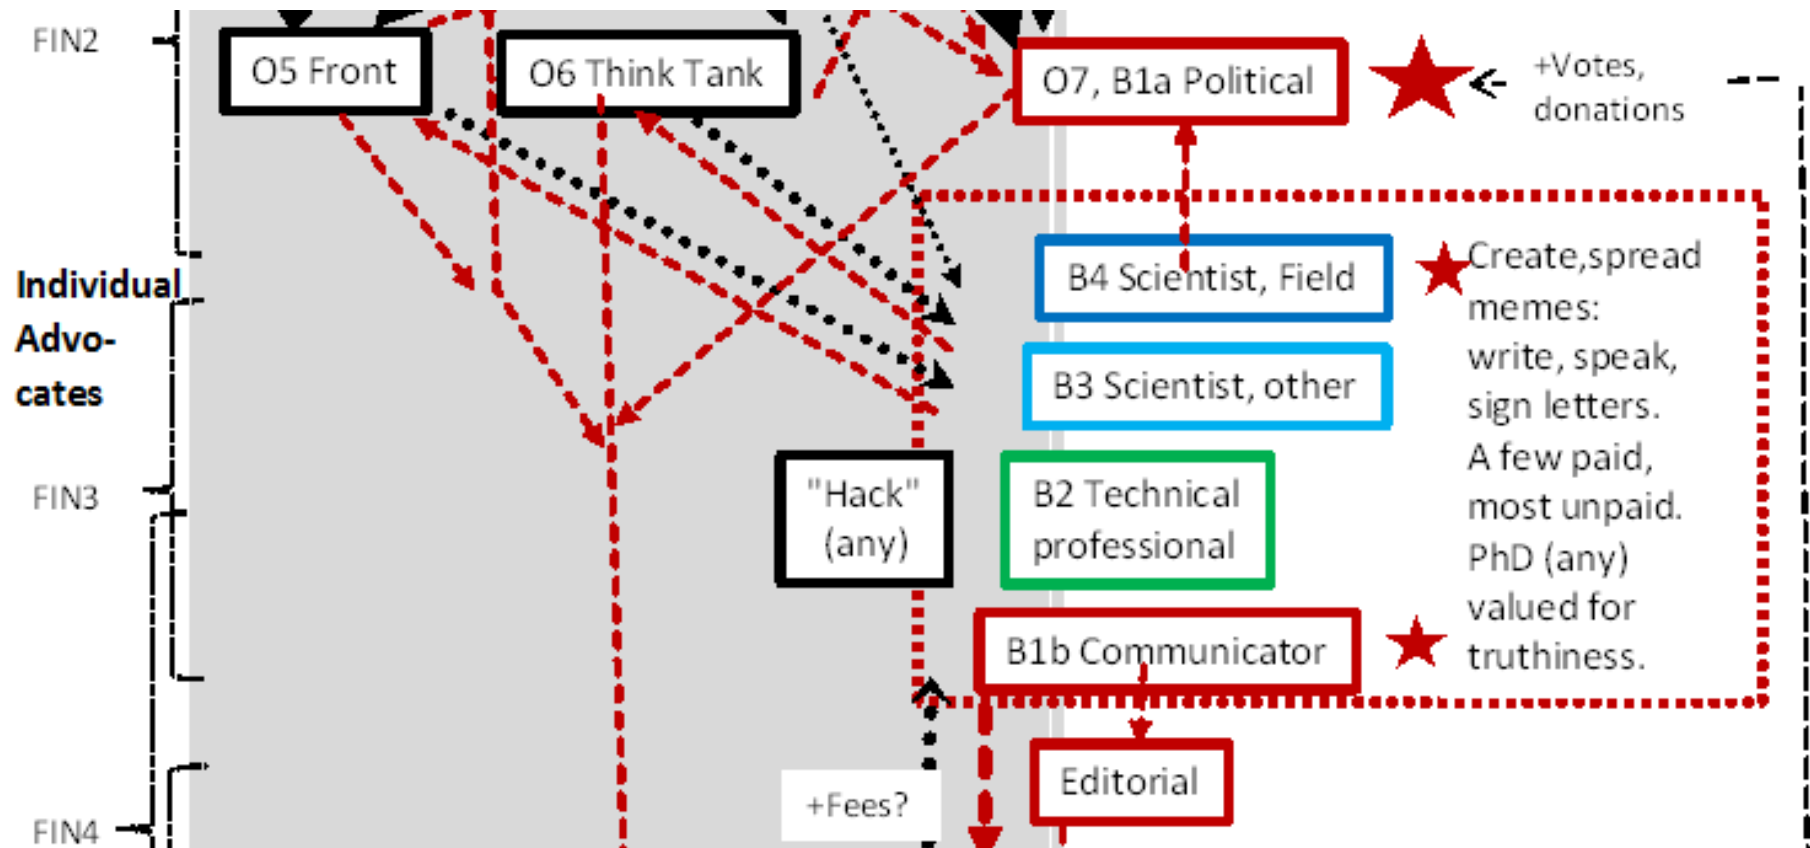 FIN2
O5 Front
O6 Think Tank
O7, B1a Political
+Votes,
donations
Individual
Advo-
cates
B4 Scientist, Field
B3 Scientist, other
Create,spread
memes:
write, speak,
sign letters.
A few paid,
most unpaid.
PhD (any)
valued for
truthiness.
FIN3
"Hack"
(any)
B2 Technical
professional
B1b Communicator
Editorial
+Fees?
FIN4